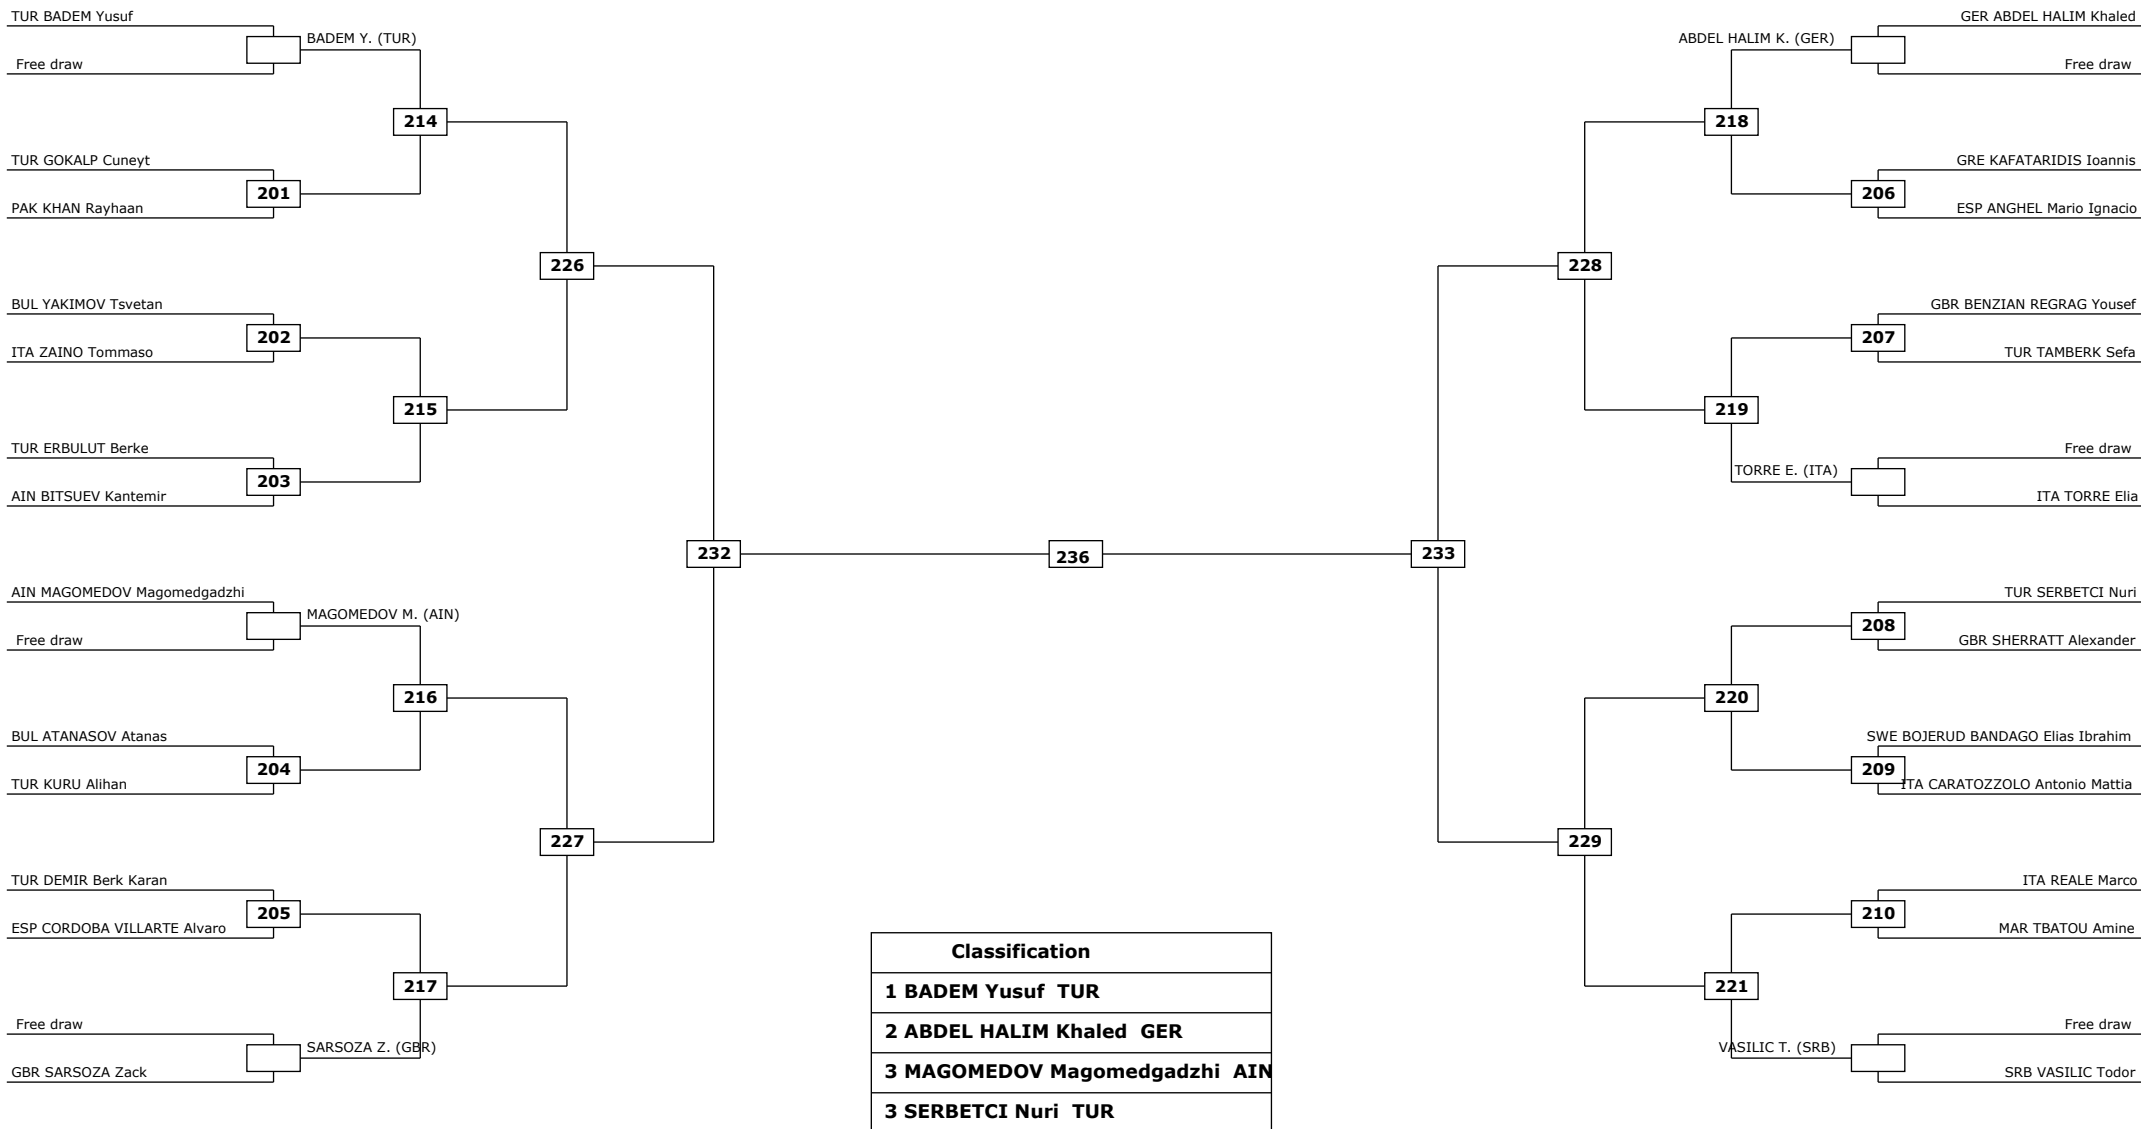 TUR BADEM Yusuf
BADEM Y. (TUR)
Free draw
214
TUR GOKALP Cuneyt
201
PAK KHAN Rayhaan
226
BUL YAKIMOV Tsvetan
202
ITA ZAINO Tommaso
215
TUR ERBULUT Berke
203
AIN BITSUEV Kantemir
232
AIN MAGOMEDOV Magomedgadzhi
MAGOMEDOV M. (AIN)
Free draw
216
BUL ATANASOV Atanas
204
TUR KURU Alihan
227
TUR DEMIR Berk Karan
205
ESP CORDOBA VILLARTE Alvaro
217
Free draw
SARSOZA Z. (GBR)
GBR SARSOZA Zack
236
GER ABDEL HALIM Khaled
ABDEL HALIM K. (GER)
Free draw
218
GRE KAFATARIDIS Ioannis
206
ESP ANGHEL Mario Ignacio
228
GBR BENZIAN REGRAG Yousef
207
TUR TAMBERK Sefa
219
Free draw
TORRE E. (ITA)
ITA TORRE Elia
233
TUR SERBETCI Nuri
208
GBR SHERRATT Alexander
220
SWE BOJERUD BANDAGO Elias Ibrahim
209
ITA CARATOZZOLO Antonio Mattia
229
ITA REALE Marco
210
MAR TBATOU Amine
221
Free draw
VASILIC T. (SRB)
SRB VASILIC Todor
Classification
1 BADEM Yusuf TUR
2 ABDEL HALIM Khaled GER
3 MAGOMEDOV Magomedgadzhi AIN
3 SERBETCI Nuri TUR